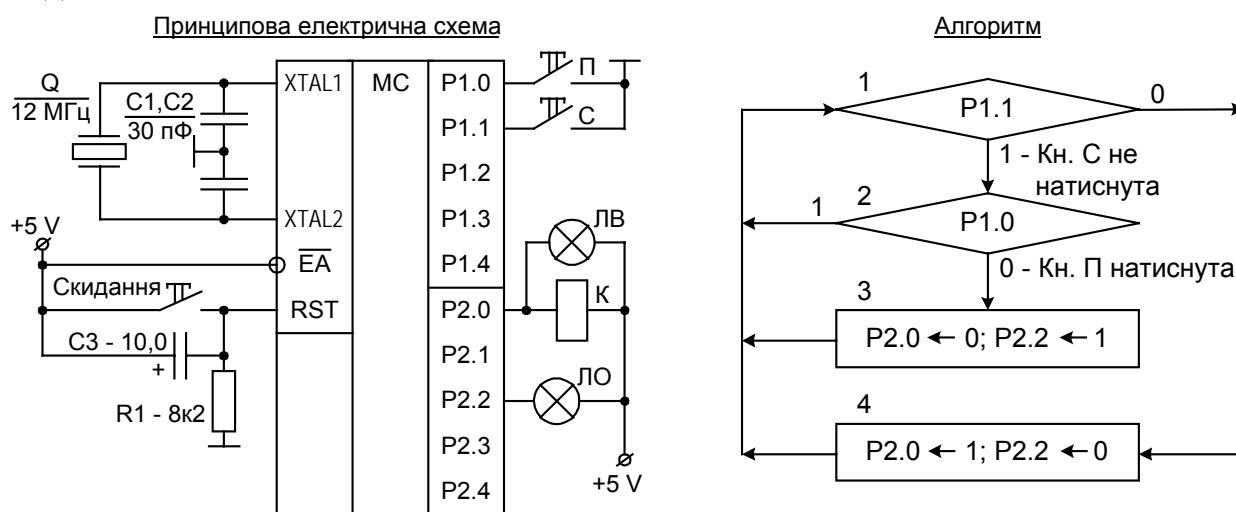 Принципова електрична схема
Q
12 МГц
C1,C2
30 пФ
+5 V
Скидання
C3 - 10,0
+
R1 - 8к2
XTAL1
XTAL2
EA
RST
МС
P1.0
P1.1
P1.2
P1.3
P1.4
P2.0
P2.1
P2.2
P2.3
P2.4
П
С
ЛВ
К
ЛО
+5 V
Алгоритм
1
P1.1
0
1 - Кн. С не
натиснута
2
1
P1.0
0 - Кн. П натиснута
3
P2.0 ← 0; P2.2 ← 1
4
P2.0 ← 1; P2.2 ← 0